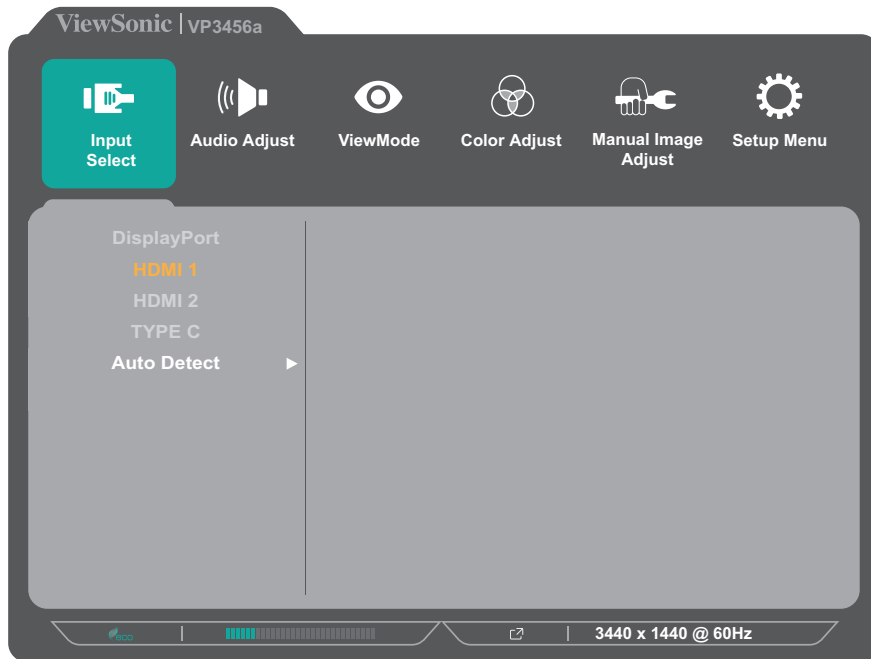 ViewSonic | VP3456a
Input
Select
Audio Adjust
ViewMode
Color Adjust
Manual Image
Adjust
Setup Menu
DisplayPort
HDMI 1
HDMI 2
TYPE C
Auto Detect
eco
3440 x 1440 @ 60Hz